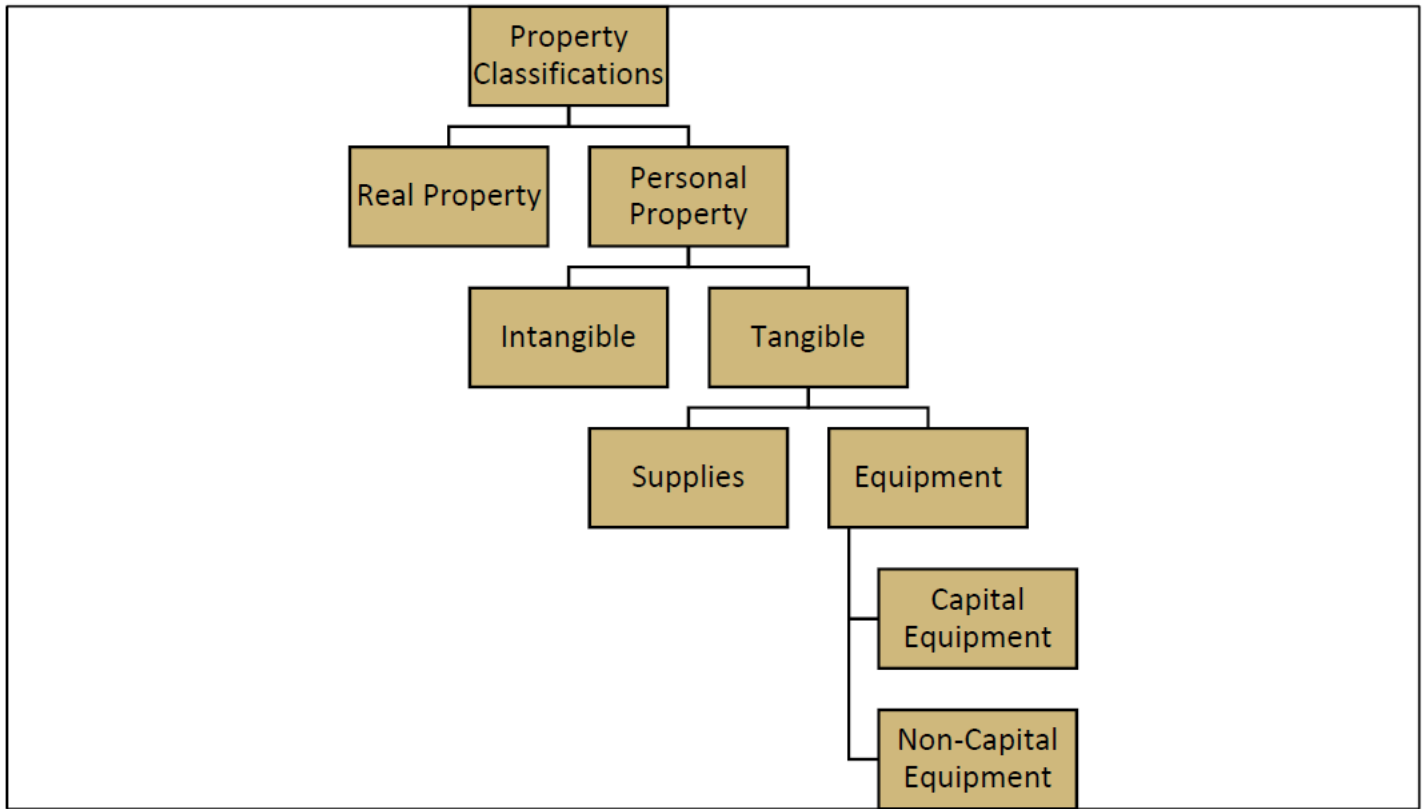 Property
Classifications
Real Property
Personal
Property
Intangible
Tangible
Supplies
Equipment
Capital
Equipment
Non-Capital
Equipment